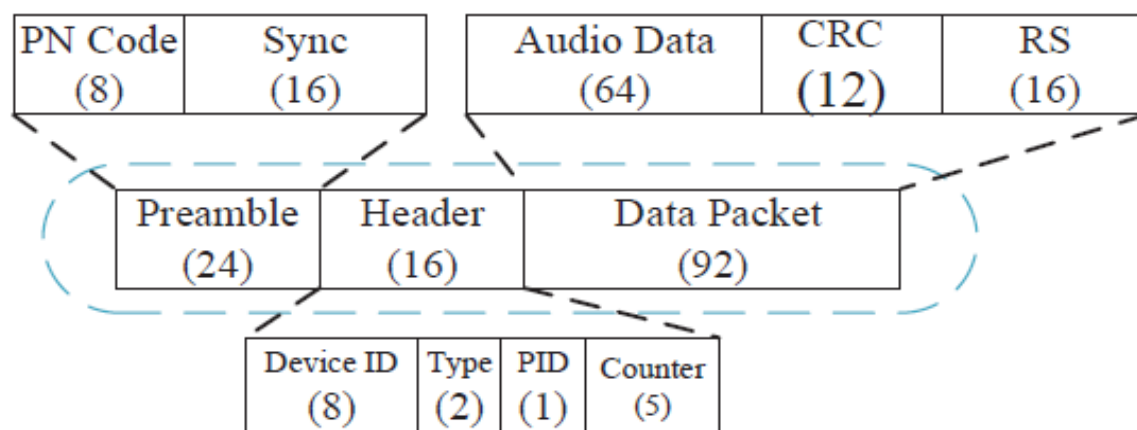 PN Code Sync Audio Data CRC RS
(8) (16) (64) (12) (16)
Preamble Header Data Packet
(24) (16) (92)
Device ID Type PID Counter
(8) (2) (1) (5)